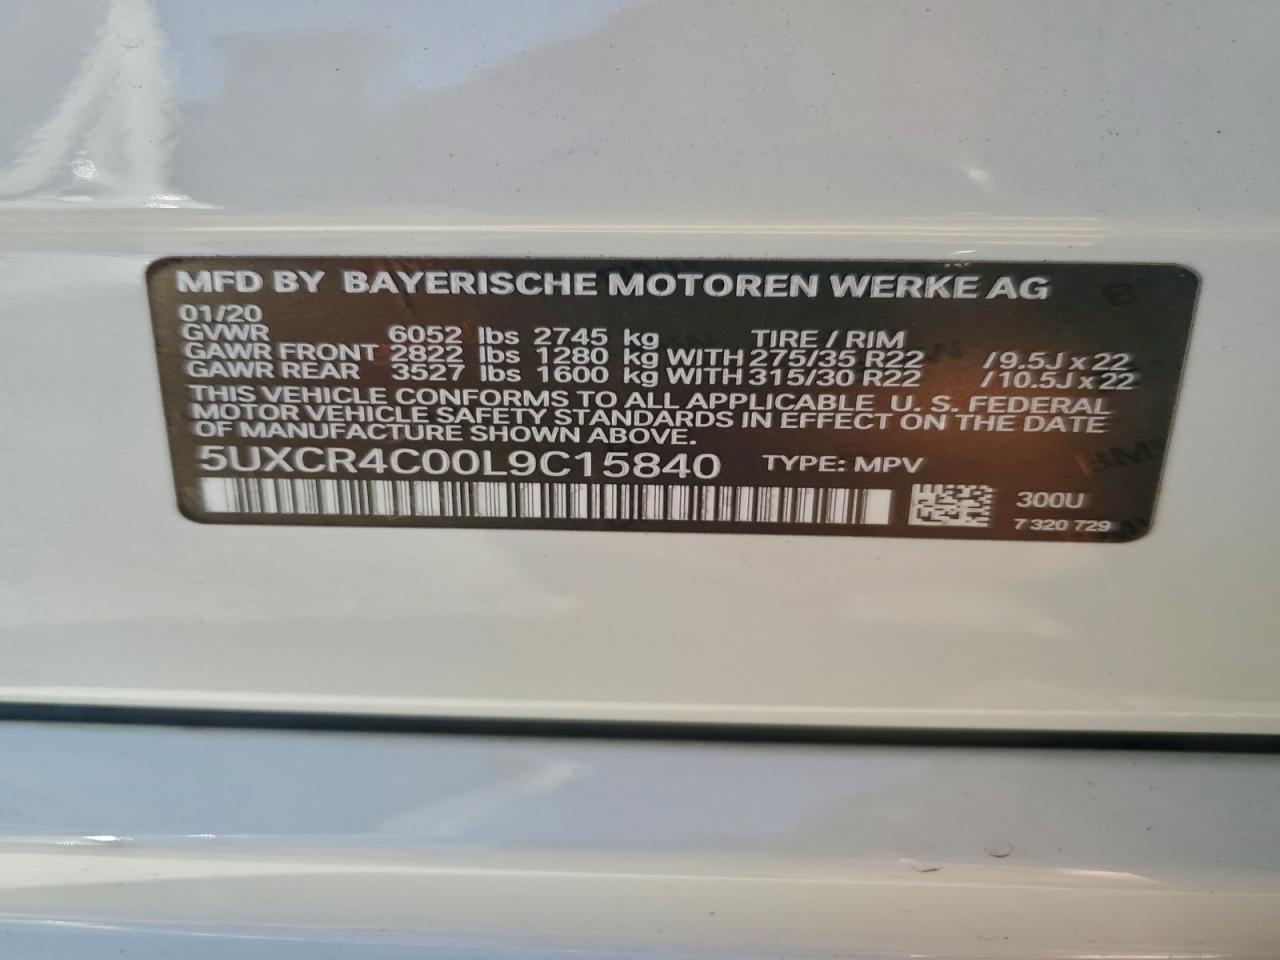 MFD BY BAYERISCHE MOTOREN WERKE AG
01/20
GVWR 6052 lbs 2745 kg TIRE / RIM
GAWR FRONT 2822 lbs 1280 kg WITH 275/35 R22 /9.5J x 22
GAWR REAR 3527 lbs 1600 kg WITH 315/30 R22 /10.5J x 22
THIS VEHICLE CONFORMS TO ALL APPLICABLE U. S. FEDERAL
MOTOR VEHICLE SAFETY STANDARDS IN EFFECT ON THE DATE
OF MANUFACTURE SHOWN ABOVE.
5UXCR4C00L9C15840 TYPE: MPV
300U
7 320 729